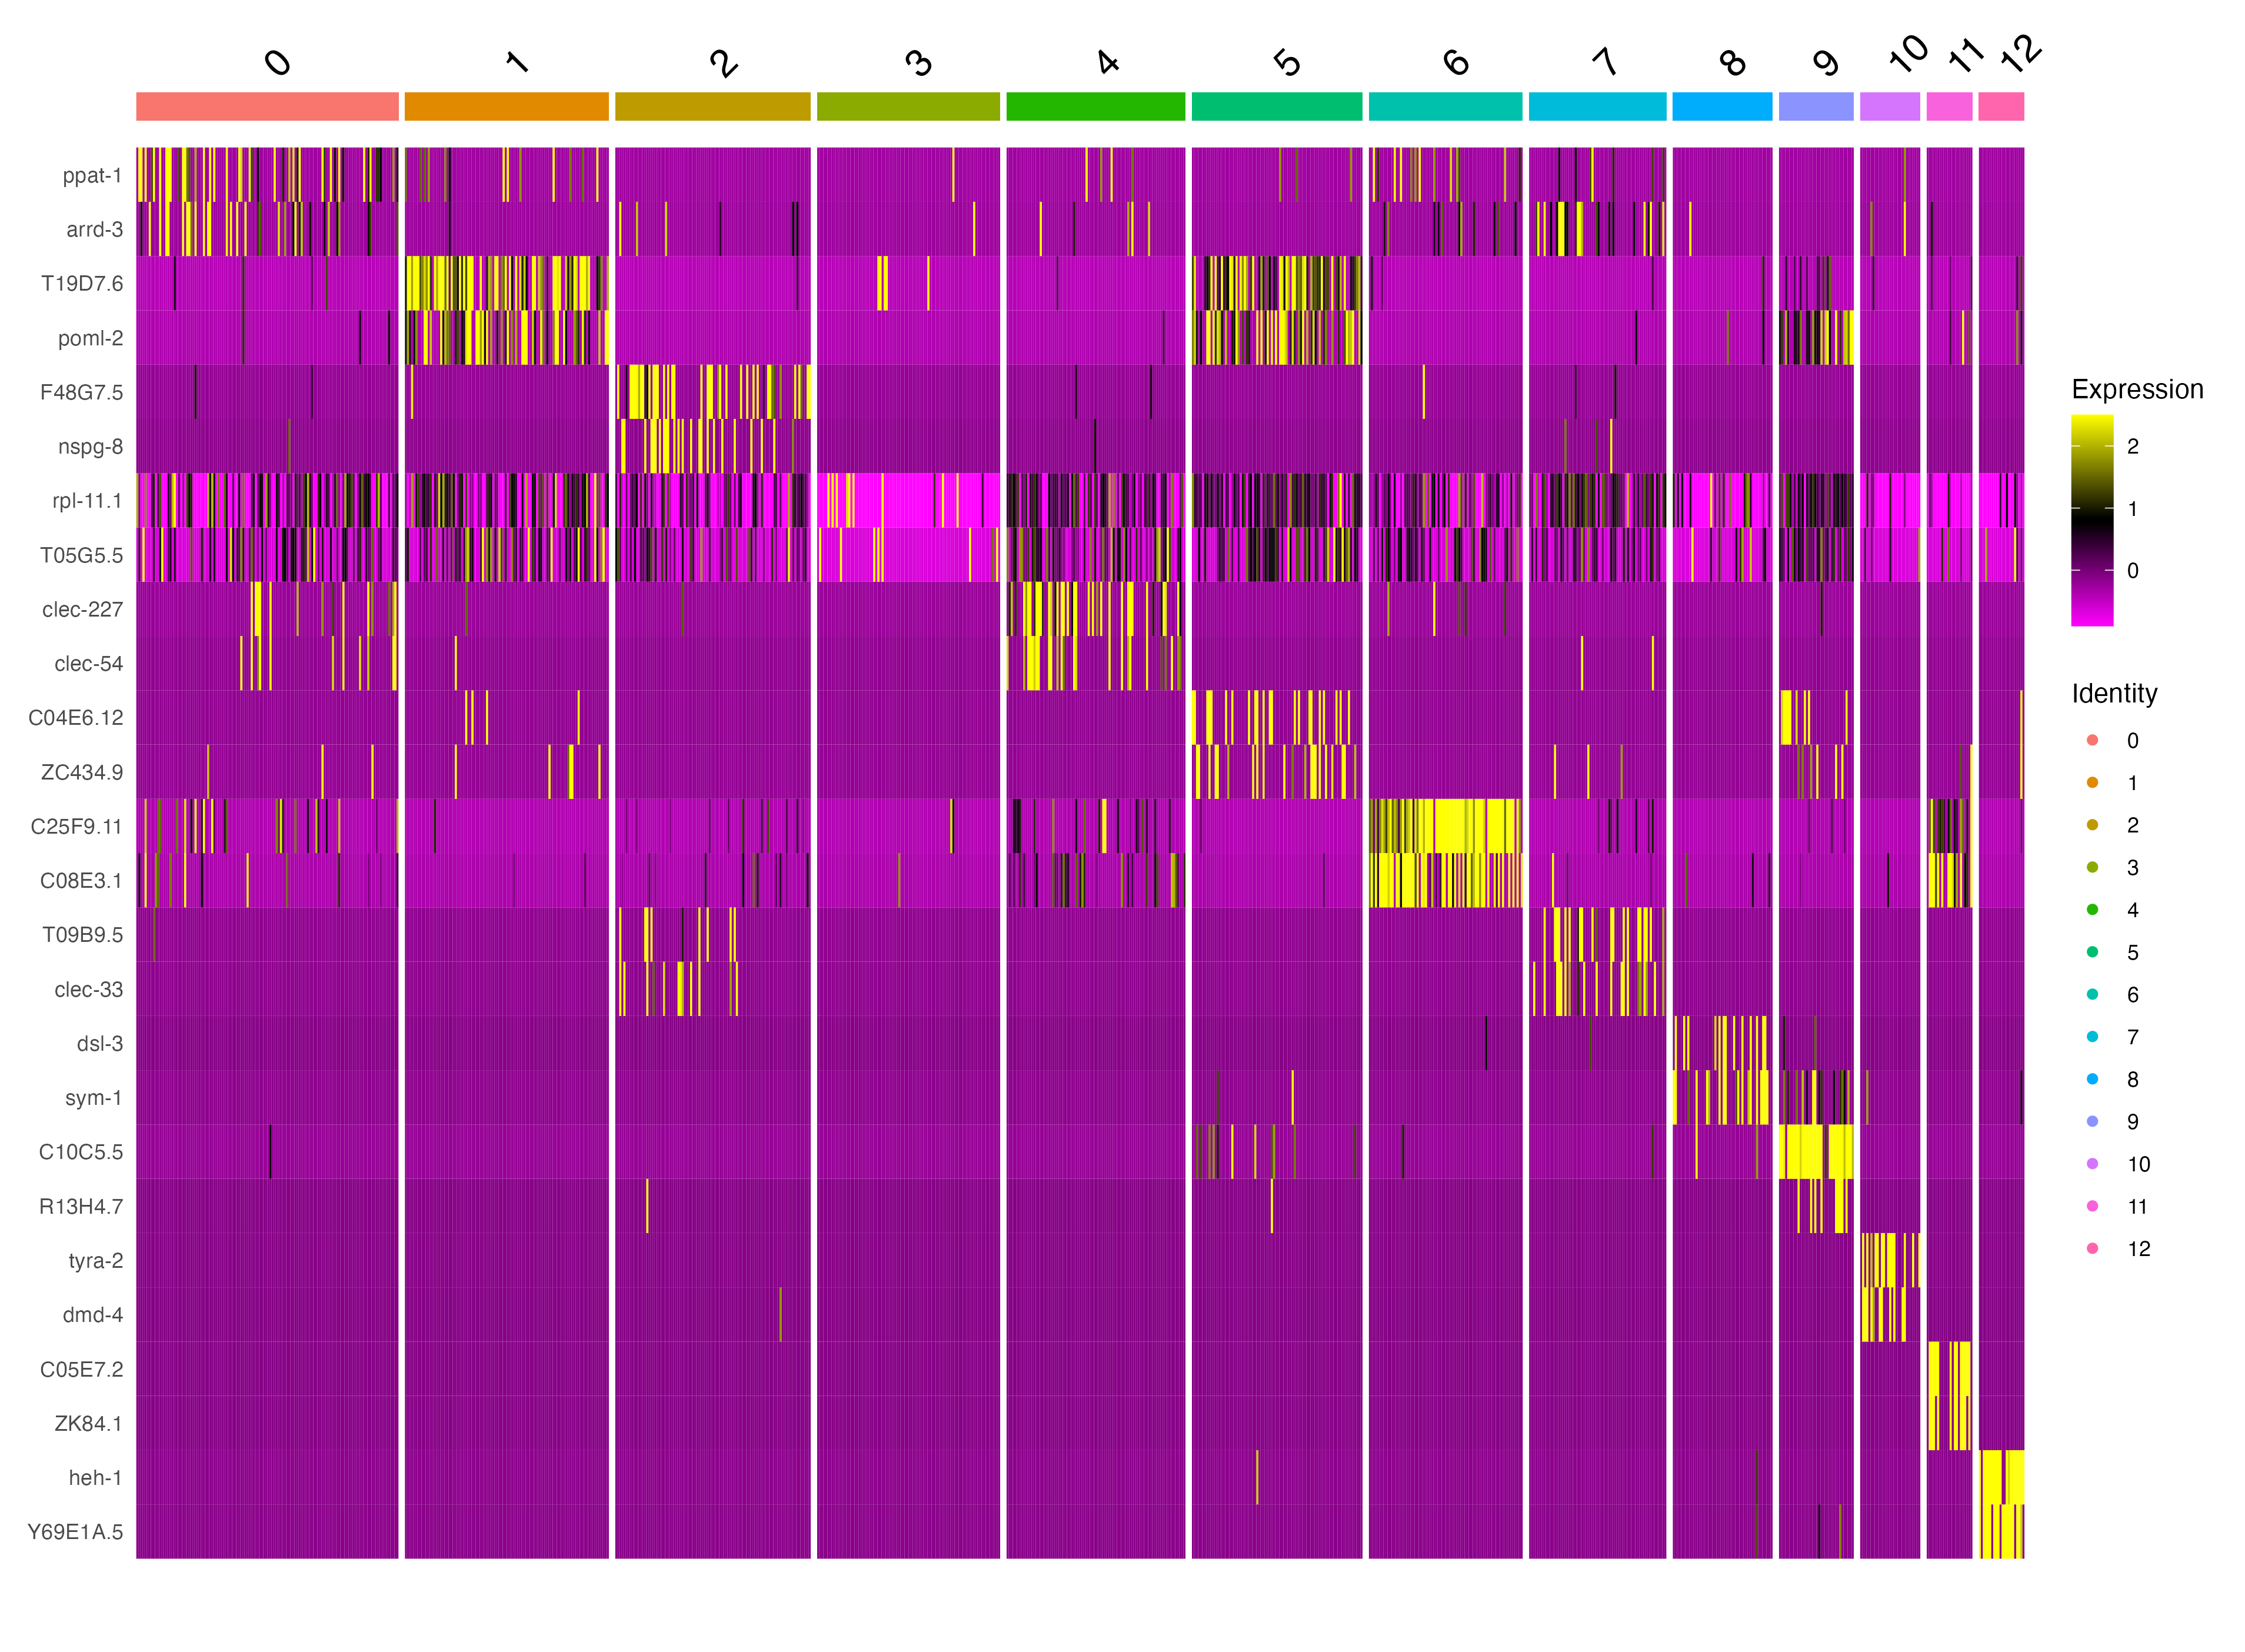 0 1 2 3 4 5 6 7 8 9 10 11 12
ppat-1
arrd-3
T19D7.6
poml-2
F48G7.5
nspg-8
rpl-11.1
T05G5.5
clec-227
clec-54
C04E6.12
ZC434.9
C25F9.11
C08E3.1
T09B9.5
clec-33
dsl-3
sym-1
C10C5.5
R13H4.7
tyra-2
dmd-4
C05E7.2
ZK84.1
heh-1
Y69E1A.5
Expression
2
1
0
Identity
0
1
2
3
4
5
6
7
8
9
10
11
12